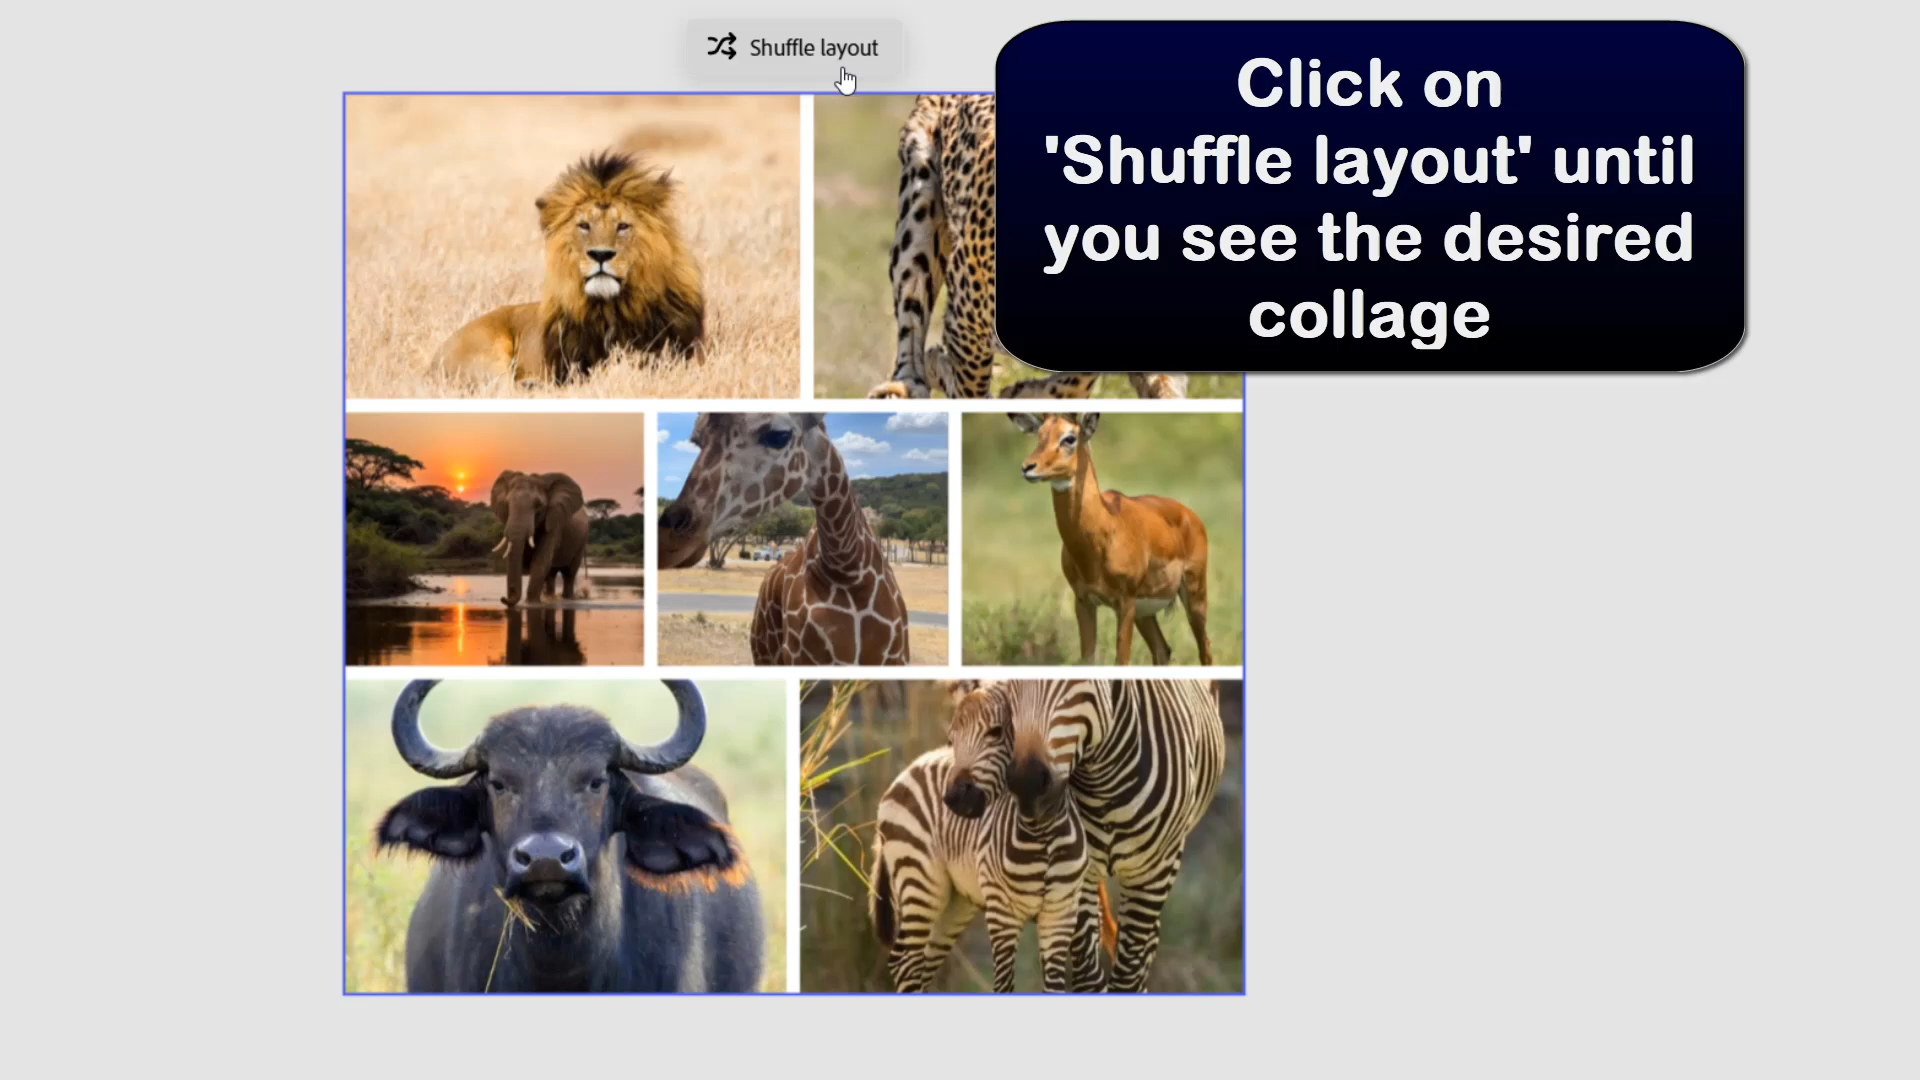 Shuffle layout
Click on
'Shuffle layout' until
you see the desired
collage